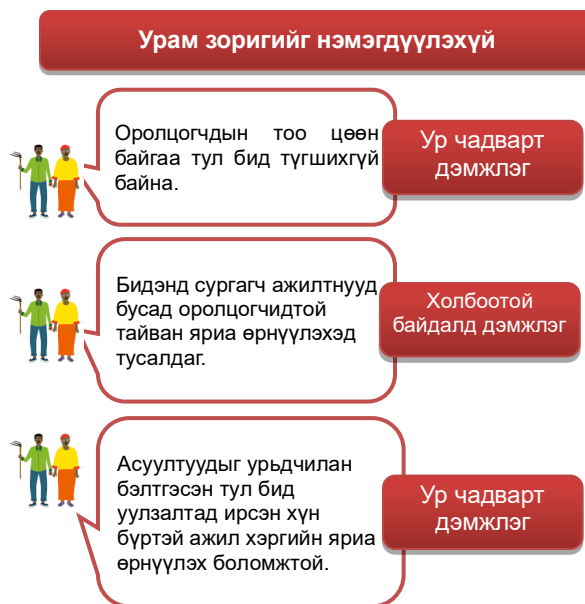 Урам зоригийг нэмэгдүүлэхүй
Оролцогчдын тоо цөөн
байгаа тул бид түгшихгүй
байна.
Ур чадварт
дэмжлэг
Бидэнд сургагч ажилтнууд
бусад оролцогчидтой
тайван яриа өрнүүлэхэд
тусалдаг.
Холбоотой
байдалд дэмжлэг
Асуултуудыг урьдчилан
бэлтгэсэн тул бид
уулзалтад ирсэн хүн
бүртэй ажил хэргийн яриа
өрнүүлэх боломжтой.
Ур чадварт
дэмжлэг